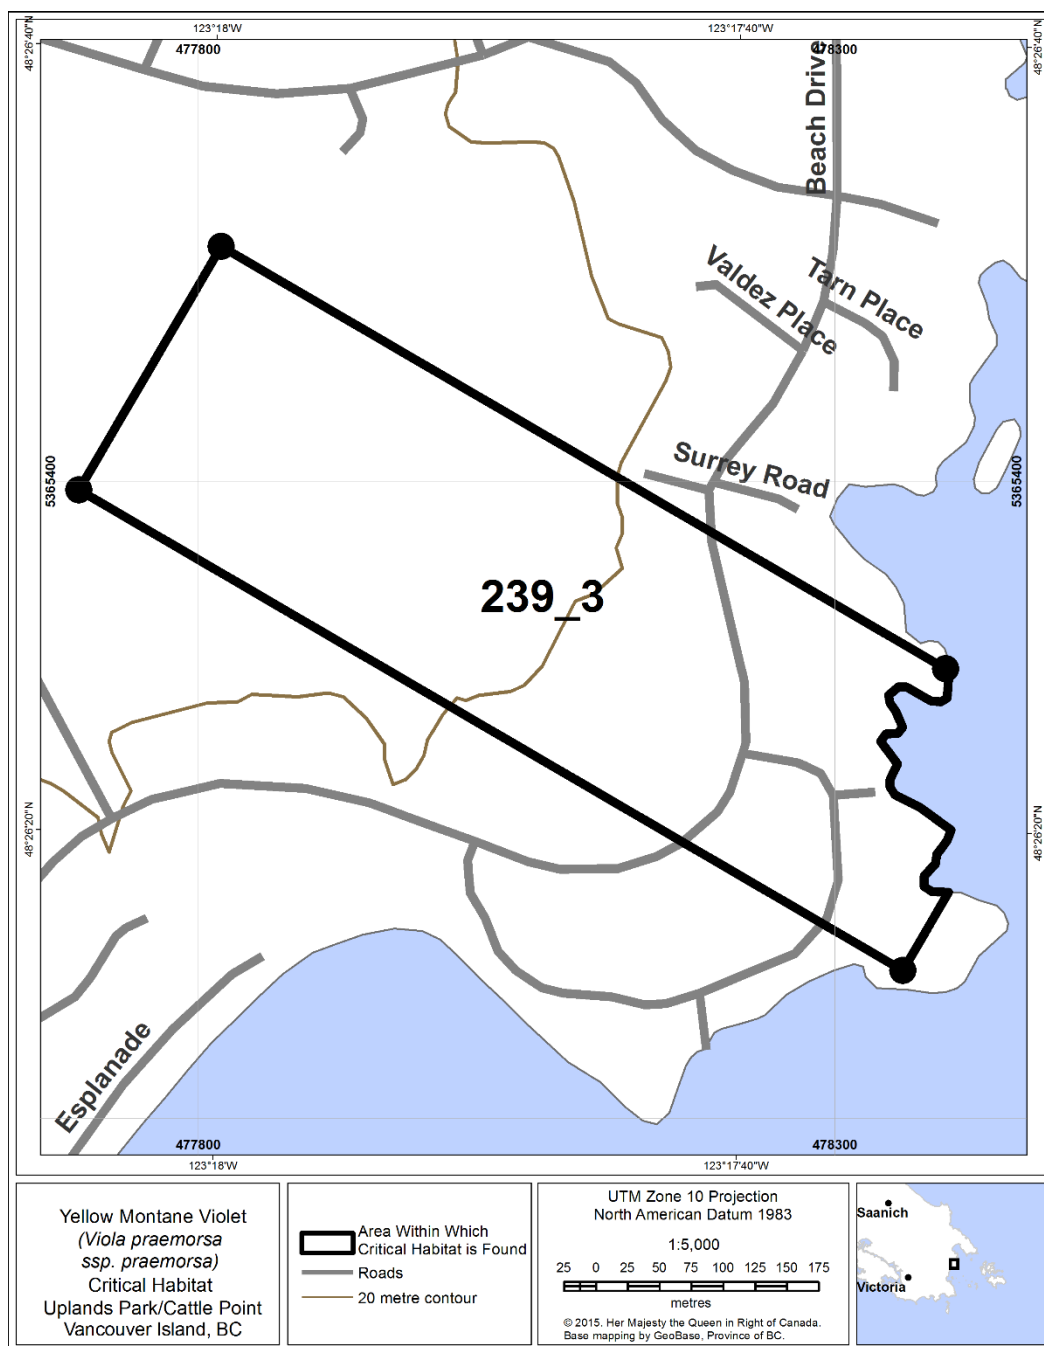 123°18'W
123°17'40"W
48°26'40"N
48°26'40"N
477800
478300
Beach Drive
Valdez Place
Tarn Place
Surrey Road
5365400
5365400
239_3
48°26'20"N
48°26'20"N
Esplanade
477800
478300
123°18'W
123°17'40"W
Yellow Montane Violet
(Viola praemorsa
ssp. praemorsa)
Critical Habitat
Uplands Park/Cattle Point
Vancouver Island, BC
Area Within Which
Critical Habitat is Found
Roads
20 metre contour
UTM Zone 10 Projection
North American Datum 1983
1:5,000
25 0 25 50 75 100 125 150 175
metres
© 2015. Her Majesty the Queen in Right of Canada.
Base mapping by GeoBase, Province of BC.
Saanich
Victoria